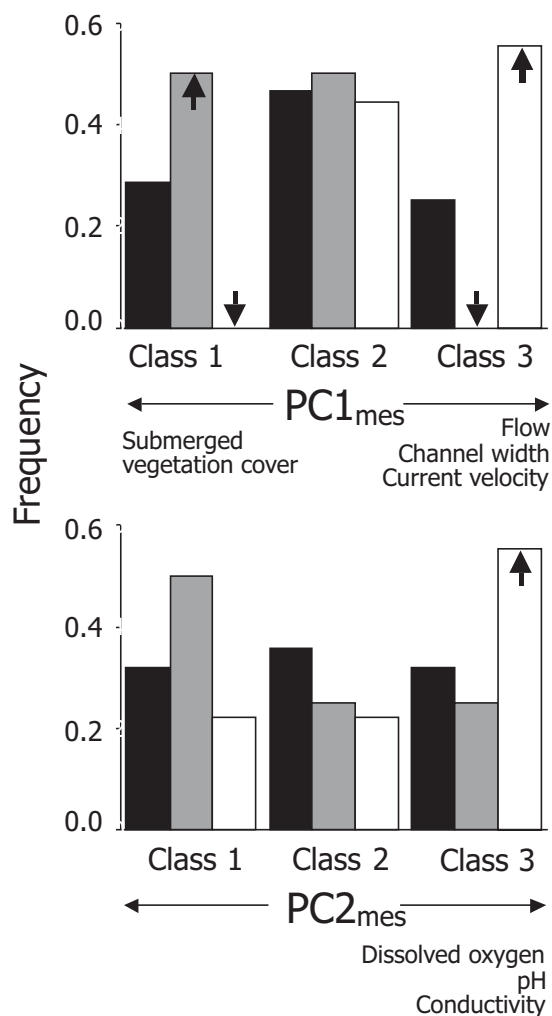 Frequency
0.6
0.4
0.2
0.0
Class 1 Class 2 Class 3
PC1mes
Submerged
vegetation cover
Flow
Channel width
Current velocity
0.6
0.4
0.2
0.0
Class 1 Class 2 Class 3
PC2mes
Dissolved oxygen
pH
Conductivity